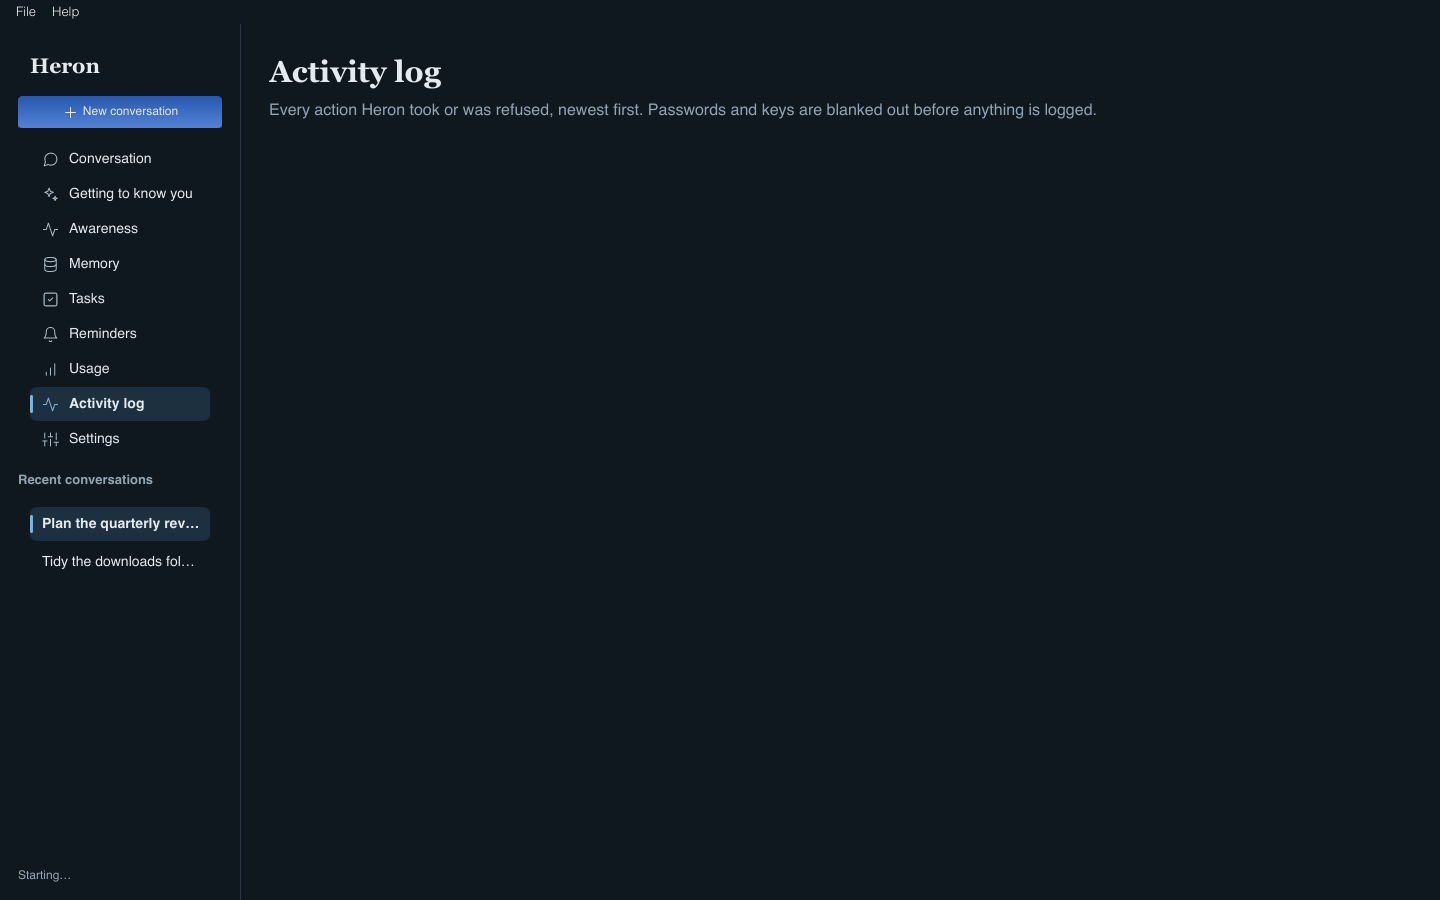 File Help
Heron
New conversation
Conversation
Getting to know you
Awareness
Memory
Tasks
Reminders
Usage
Activity log
Settings
Recent conversations
Plan the quarterly rev…
Tidy the downloads fol…
Starting…
Activity log
Every action Heron took or was refused, newest first. Passwords and keys are blanked out before anything is logged.